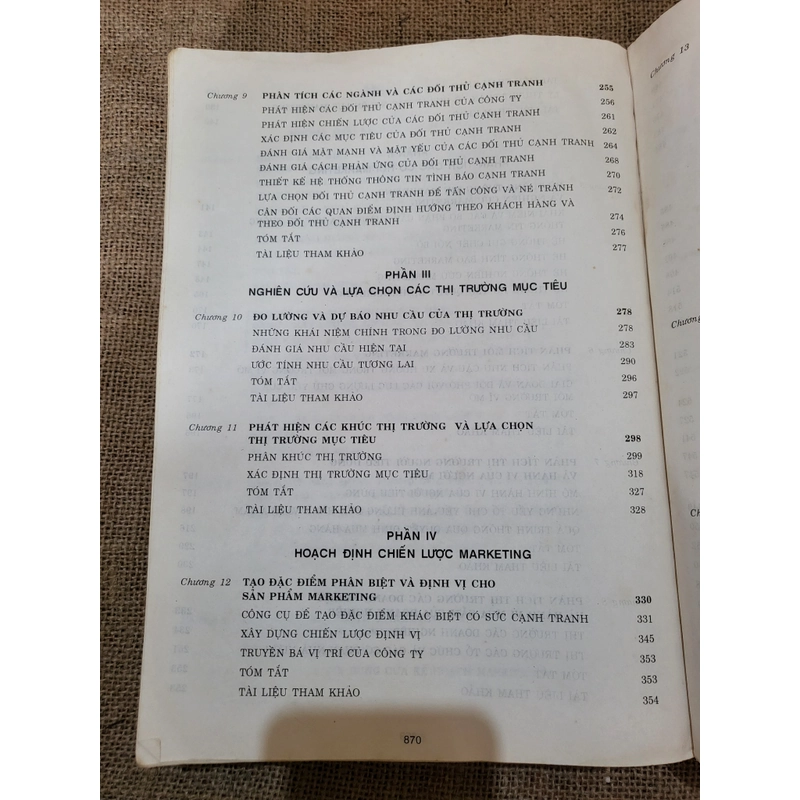 Chương 9 PHÂN TÍCH CÁC NGÀNH VÀ CÁC ĐỐI THỦ CẠNH TRANH 255
PHÁT HIỆN CÁC ĐỐI THỦ CẠNH TRANH CỦA CÔNG TY 256
PHÁT HIỆN CHIẾN LƯỢC CỦA CÁC ĐỐI THỦ CẠNH TRANH 261
XÁC ĐỊNH CÁC MỤC TIÊU CỦA ĐỐI THỦ CẠNH TRANH 262
ĐÁNH GIÁ MẶT MẠNH VÀ MẶT YẾU CỦA CÁC ĐỐI THỦ CẠNH TRANH 264
ĐÁNH GIÁ CÁCH PHẢN ỨNG CỦA ĐỐI THỦ CẠNH TRANH 268
THIẾT KẾ HỆ THỐNG THÔNG TIN TÌNH BÁO CẠNH TRANH 270
LỰA CHỌN ĐỐI THỦ CẠNH TRANH ĐỂ TẤN CÔNG VÀ NÉ TRÁNH 272
CÂN ĐỐI CÁC QUAN ĐIỂM ĐỊNH HƯỚNG THEO KHÁCH HÀNG VÀ
THEO ĐỐI THỦ CẠNH TRANH 274
TÓM TẮT 276
TÀI LIỆU THAM KHẢO 277
PHẦN III
NGHIÊN CỨU VÀ LỰA CHỌN CÁC THỊ TRƯỜNG MỤC TIÊU
Chương 10 ĐO LƯỜNG VÀ DỰ BÁO NHU CẦU CỦA THỊ TRƯỜNG 278
NHỮNG KHÁI NIỆM CHÍNH TRONG ĐO LƯỜNG NHU CẦU 278
ĐÁNH GIÁ NHU CẦU HIỆN TẠI 283
ƯỚC TÍNH NHU CẦU TƯƠNG LAI 290
TÓM TẮT 296
TÀI LIỆU THAM KHẢO 297
Chương 11 PHÁT HIỆN CÁC KHÚC THỊ TRƯỜNG VÀ LỰA CHỌN
THỊ TRƯỜNG MỤC TIÊU 298
PHÂN KHÚC THỊ TRƯỜNG 299
XÁC ĐỊNH THỊ TRƯỜNG MỤC TIÊU 318
TÓM TẮT 327
TÀI LIỆU THAM KHẢO 328
PHẦN IV
HOẠCH ĐỊNH CHIẾN LƯỢC MARKETING
Chương 12 TẠO ĐẶC ĐIỂM PHÂN BIỆT VÀ ĐỊNH VỊ CHO
SẢN PHẨM MARKETING 330
CÔNG CỤ ĐỂ TẠO ĐẶC ĐIỂM KHÁC BIỆT CÓ SỨC CẠNH TRANH 331
XÂY DỰNG CHIẾN LƯỢC ĐỊNH VỊ 345
TRUYỀN BÁ VỊ TRÍ CỦA CÔNG TY 353
TÓM TẮT 353
TÀI LIỆU THAM KHẢO 354
870
Chương 13
Chương